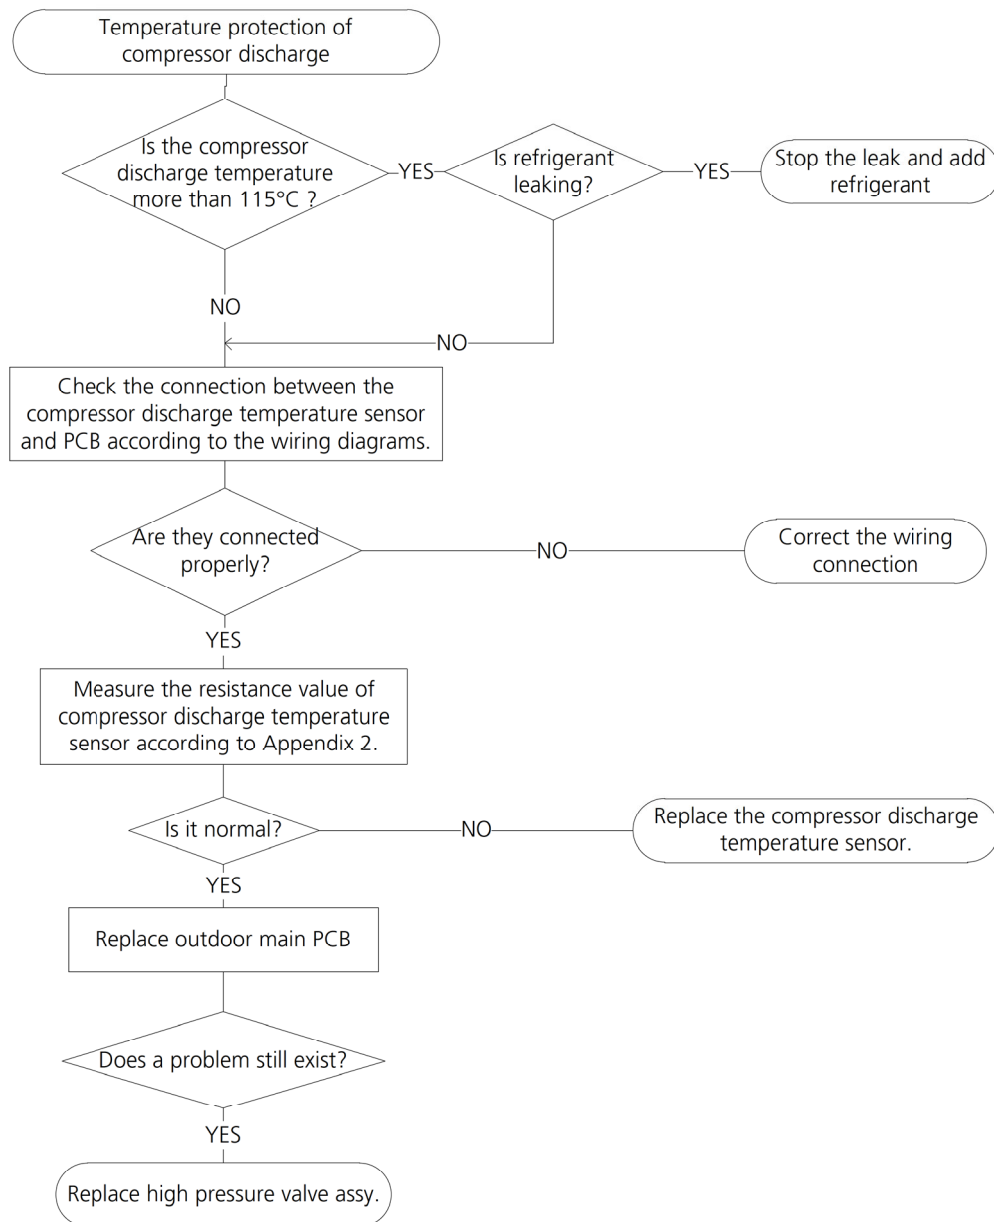 Temperature protection of
compressor discharge
Is the compressor
discharge temperature
more than 115°C ?
YES
Is refrigerant
leaking?
YES
Stop the leak and add
refrigerant
NO
NO
Check the connection between the
compressor discharge temperature sensor
and PCB according to the wiring diagrams.
Are they connected
properly?
NO
Correct the wiring
connection
YES
Measure the resistance value of
compressor discharge temperature
sensor according to Appendix 2.
Is it normal?
NO
Replace the compressor discharge
temperature sensor.
YES
Replace outdoor main PCB
Does a problem still exist?
YES
Replace high pressure valve assy.